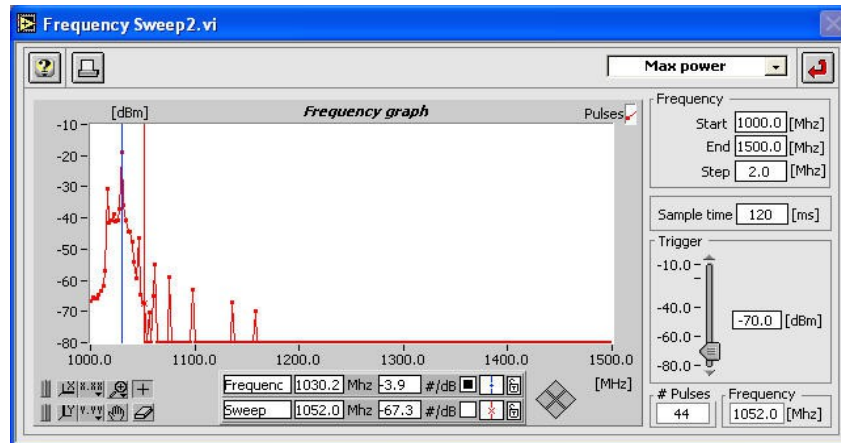 Frequency Sweep2.vi
Max power
[dBm] Frequency graph Pulses
-10
-20
-30
-40
-50
-60
-70
-80
1000.0 1100.0 1200.0 1300.0 1400.0 1500.0
[MHz]
Frequenc 1030.2 Mhz -3.9 #/dB
Sweep 1052.0 Mhz -67.3 #/dB
X X.XX
Y Y.YY
Frequency
Start 1000.0 [Mhz]
End 1500.0 [Mhz]
Step 2.0 [Mhz]
Sample time 120 [ms]
Trigger
-10.0
-40.0
-60.0
-80.0
-70.0 [dBm]
# Pulses
44
Frequency
1052.0 [Mhz]